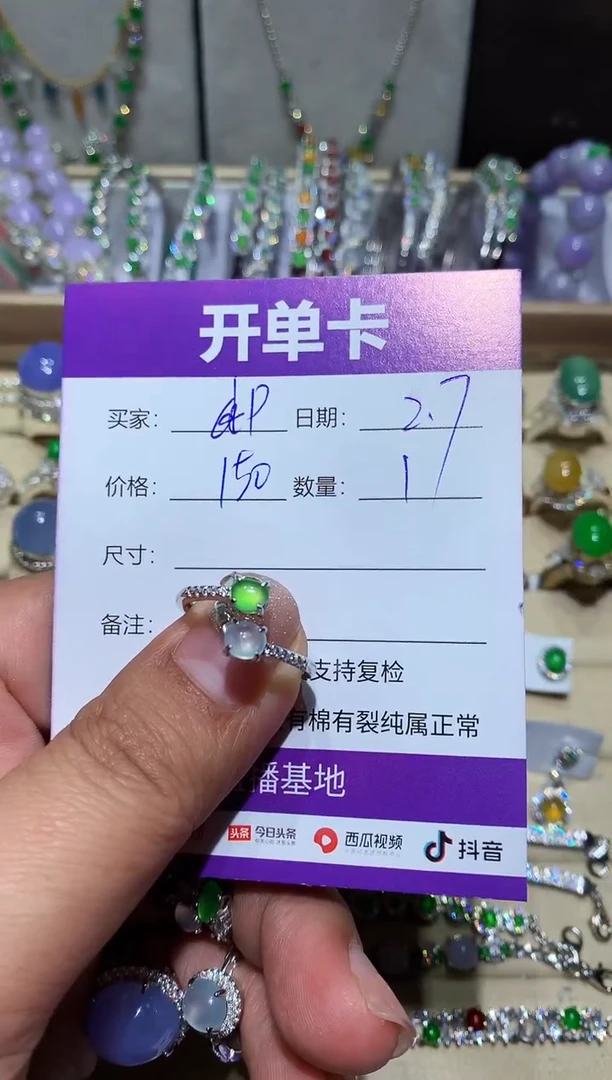 开单卡
买家: 日期: 2.7
价格: 150 数量: 1
尺寸:
备注:
支持复检
有棉有裂纯属正常
播基地
头条 今日头条 西瓜视频 抖音